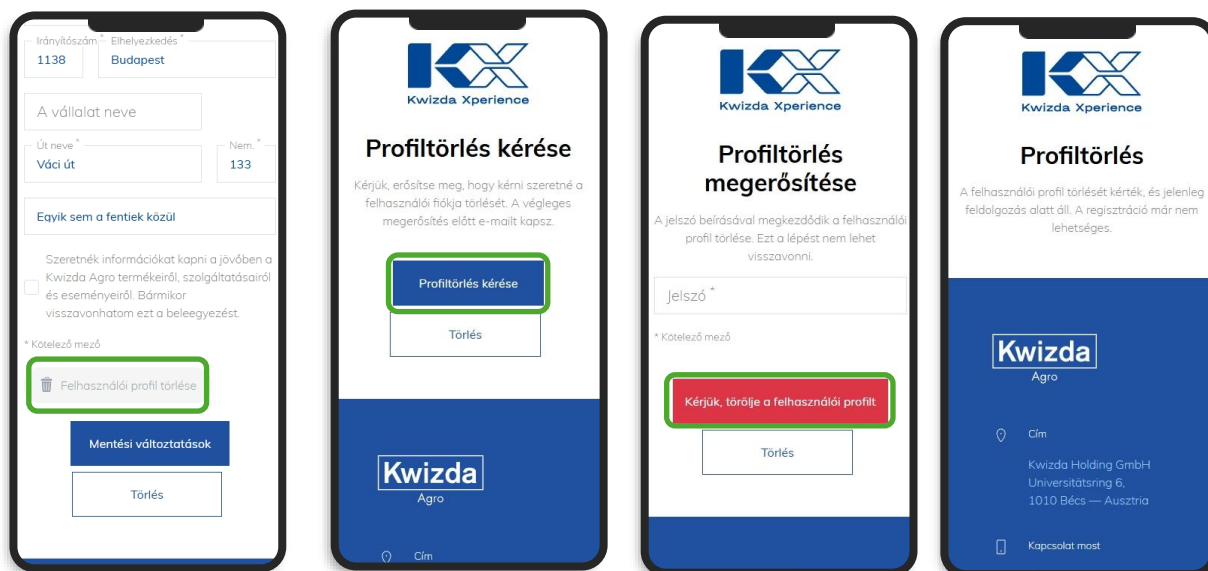 Irányítószám * Elhelyezkedés *
1138 Budapest
A vállalat neve
Út neve * Nem. *
Váci út 133
Egyik sem a fentiek közül
Szeretnék információkat kapni a jövőben a
Kwizda Agro termékeiről, szolgáltatásairól
és eseményeiről. Bármikor
visszavonhatom ezt a beleegyezést.
* Kötelező mező
Felhasználói profil törlése
Mentési változtatások
Törlés
KX
Kwizda Xperience
Profiltörlés kérése
Kérjük, erősítse meg, hogy kérni szeretné a
felhasználói fiókja törlését. A végleges
megerősítés előtt e-mailt kapsz.
Profiltörlés kérése
Törlés
Kwizda
Agro
Cím
KX
Kwizda Xperience
Profiltörlés
megerősítése
A jelszó beírásával megkezdődik a felhasználói
profil törlése. Ezt a lépést nem lehet
visszavonni.
Jelszó *
* Kötelező mező
Kérjük, törölje a felhasználói profilt
Törlés
KX
Kwizda Xperience
Profiltörlés
A felhasználói profil törlését kérték, és jelenleg
feldolgozás alatt áll. A regisztráció már nem
lehetséges.
Kwizda
Agro
Cím
Kwizda Holding GmbH
Universitätsring 6,
1010 Bécs — Ausztria
Kapcsolat most